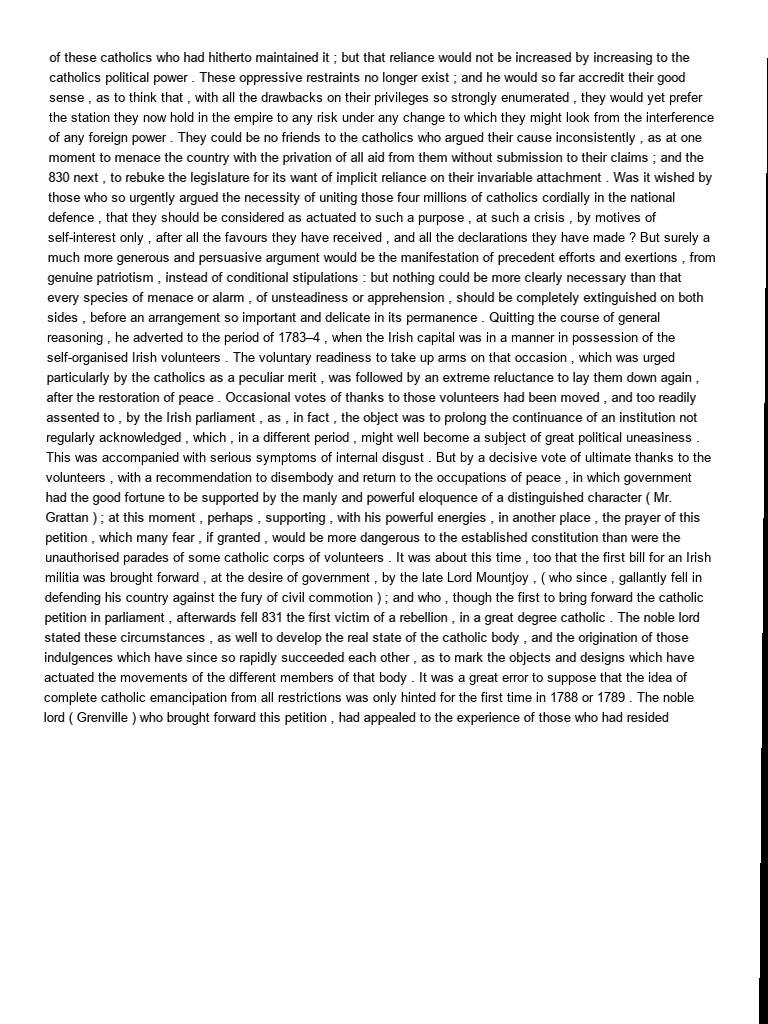 of these catholics who had hitherto maintained it ; but that reliance would not be increased by increasing to the
catholics political power . These oppressive restraints no longer exist ; and he would so far accredit their good
sense , as to think that , with all the drawbacks on their privileges so strongly enumerated , they would yet prefer
the station they now hold in the empire to any risk under any change to which they might look from the interference
of any foreign power . They could be no friends to the catholics who argued their cause inconsistently , as at one
moment to menace the country with the privation of all aid from them without submission to their claims ; and the
830 next , to rebuke the legislature for its want of implicit reliance on their invariable attachment . Was it wished by
those who so urgently argued the necessity of uniting those four millions of catholics cordially in the national
defence , that they should be considered as actuated to such a purpose , at such a crisis , by motives of
self-interest only , after all the favours they have received , and all the declarations they have made ? But surely a
much more generous and persuasive argument would be the manifestation of precedent efforts and exertions , from
genuine patriotism , instead of conditional stipulations : but nothing could be more clearly necessary than that
every species of menace or alarm , of unsteadiness or apprehension , should be completely extinguished on both
sides , before an arrangement so important and delicate in its permanence . Quitting the course of general
reasoning , he adverted to the period of 1783–4 , when the Irish capital was in a manner in possession of the
self-organised Irish volunteers . The voluntary readiness to take up arms on that occasion , which was urged
particularly by the catholics as a peculiar merit , was followed by an extreme reluctance to lay them down again ,
after the restoration of peace . Occasional votes of thanks to those volunteers had been moved , and too readily
assented to , by the Irish parliament , as , in fact , the object was to prolong the continuance of an institution not
regularly acknowledged , which , in a different period , might well become a subject of great political uneasiness .
This was accompanied with serious symptoms of internal disgust . But by a decisive vote of ultimate thanks to the
volunteers , with a recommendation to disembody and return to the occupations of peace , in which government
had the good fortune to be supported by the manly and powerful eloquence of a distinguished character ( Mr.
Grattan ) ; at this moment , perhaps , supporting , with his powerful energies , in another place , the prayer of this
petition , which many fear , if granted , would be more dangerous to the established constitution than were the
unauthorised parades of some catholic corps of volunteers . It was about this time , too that the first bill for an Irish
militia was brought forward , at the desire of government , by the late Lord Mountjoy , ( who since , gallantly fell in
defending his country against the fury of civil commotion ) ; and who , though the first to bring forward the catholic
petition in parliament , afterwards fell 831 the first victim of a rebellion , in a great degree catholic . The noble lord
stated these circumstances , as well to develop the real state of the catholic body , and the origination of those
indulgences which have since so rapidly succeeded each other , as to mark the objects and designs which have
actuated the movements of the different members of that body . It was a great error to suppose that the idea of
complete catholic emancipation from all restrictions was only hinted for the first time in 1788 or 1789 . The noble
lord ( Grenville ) who brought forward this petition , had appealed to the experience of those who had resided